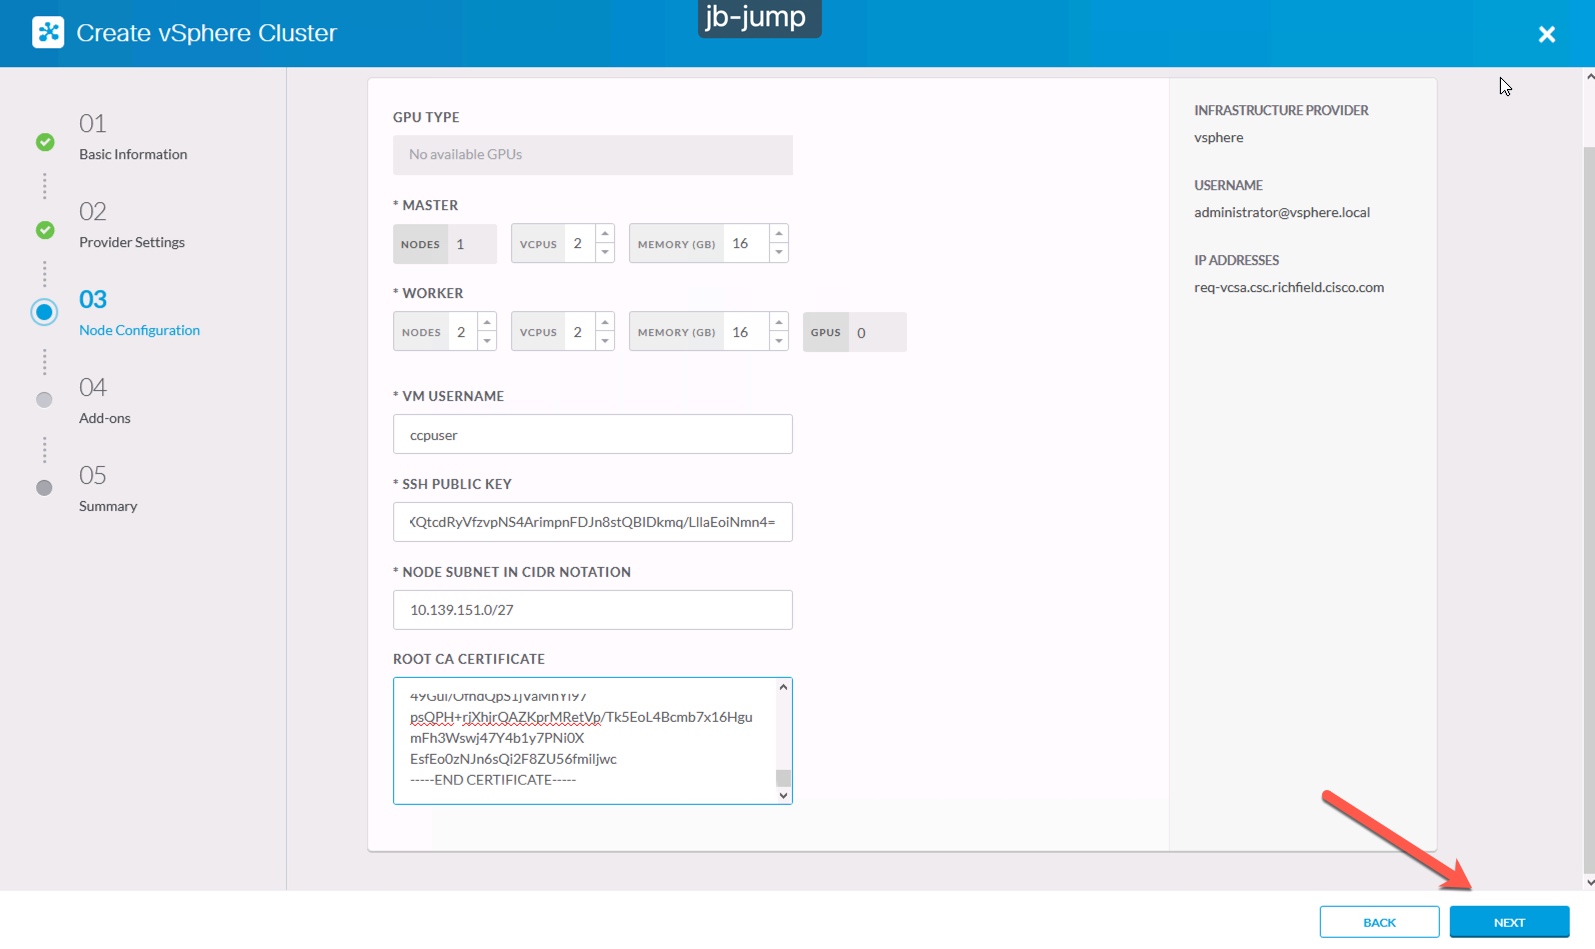 jb-jump
Create vSphere Cluster
01
Basic Information
02
Provider Settings
03
Node Configuration
04
Add-ons
05
Summary
GPU TYPE
No available GPUs
* MASTER
NODES 1 VCPUS 2 MEMORY (GB) 16
* WORKER
NODES 2 VCPUS 2 MEMORY (GB) 16 GPUS 0
* VM USERNAME
ccpuser
* SSH PUBLIC KEY
XQtcdRyVfzvpNS4ArimpnFDJn8stQBIDkmq/LllaEoiNmn4=
* NODE SUBNET IN CIDR NOTATION
10.139.151.0/27
ROOT CA CERTIFICATE
psQPH+rjXhjrQAZKprMRetVp/Tk5EoL4Bcmb7x16Hgu
mFh3Wswj47Y4b1y7PNi0X
EsfEo0zNJn6sQi2F8ZU56fmiljwc
-----END CERTIFICATE-----
INFRASTRUCTURE PROVIDER
vsphere
USERNAME
administrator@vsphere.local
IP ADDRESSES
req-vcsa.csc.richfield.cisco.com
BACK
NEXT